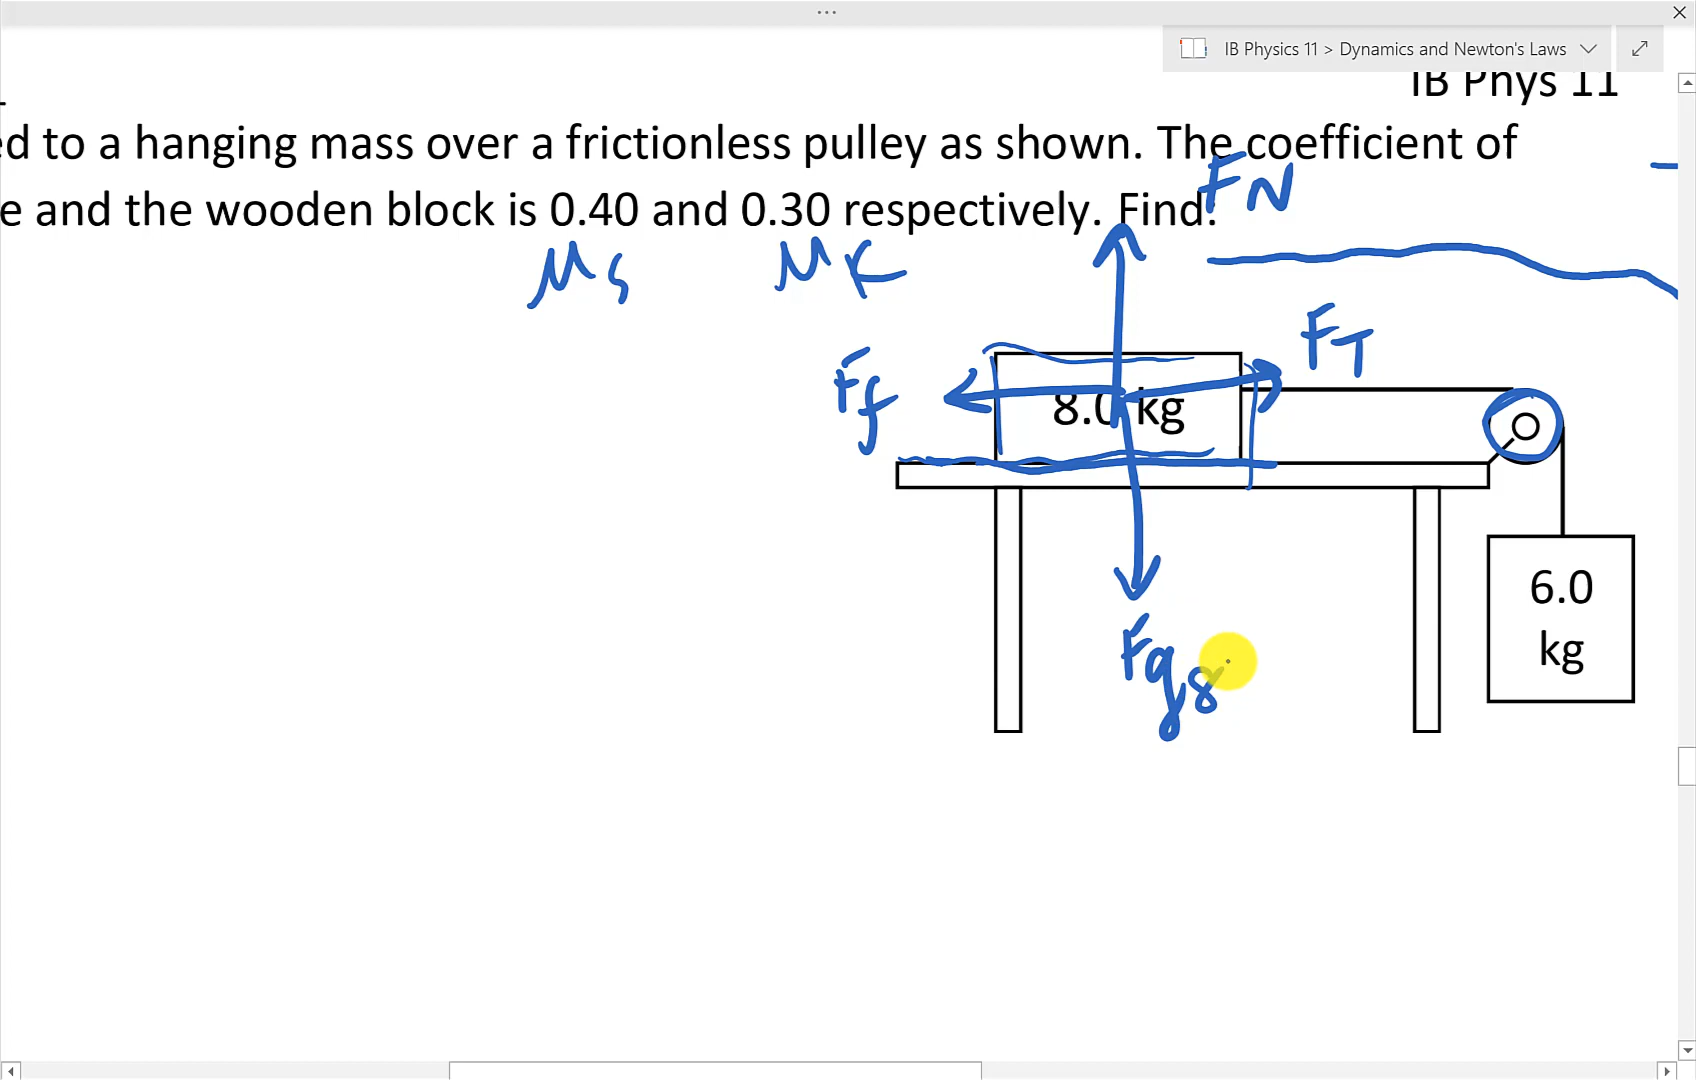 IB Physics 11 > Dynamics and Newton's Laws
IB Phys 11
ed to a hanging mass over a frictionless pulley as shown. The coefficient of
e and the wooden block is 0.40 and 0.30 respectively. Find:
FN
μs
μK
FT
Ff
8.0 kg
6.0
kg
Fg8